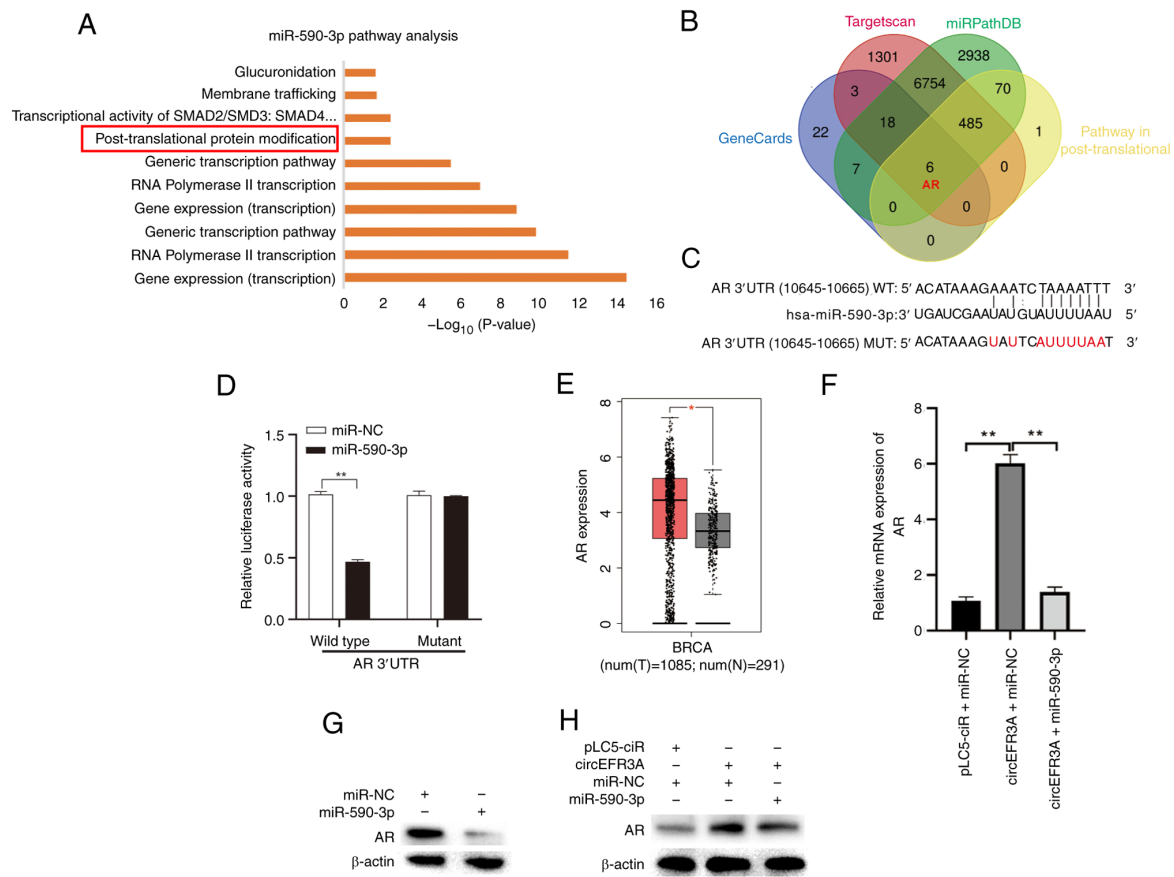 A
miR-590-3p pathway analysis
Glucuronidation
Membrane trafficking
Transcriptional activity of SMAD2/SMD3: SMAD4...
Post-translational protein modification
Generic transcription pathway
RNA Polymerase II transcription
Gene expression (transcription)
Generic transcription pathway
RNA Polymerase II transcription
Gene expression (transcription)
0 2 4 6 8 10 12 14 16
−Log10 (P-value)
B
Targetscan
miRPathDB
GeneCards
Pathway in
post-translational
1301
2938
3
6754
70
22
18
485
1
7
6
AR
0
0
0
0
C
AR 3′UTR (10645-10665) WT: 5′ ACATAAAGAAATCTAAAATTT 3′
hsa-miR-590-3p:3′ UGAUCGAAUAUGUAUUUUAAU 5′
AR 3′UTR (10645-10665) MUT: 5′ ACATAAAGUAUTCAUUUUAAT 3′
D
miR-NC
miR-590-3p
Relative luciferase activity
1.5
1.0
0.5
0.0
**
Wild type Mutant
AR 3′UTR
E
AR expression
8
6
4
2
0
*
BRCA
(num(T)=1085; num(N)=291)
F
Relative mRNA expression of
AR
8
6
4
2
0
** **
pLC5-ciR + miR-NC
circEFR3A + miR-NC
circEFR3A + miR-590-3p
G
miR-NC + −
miR-590-3p − +
AR
β-actin
H
pLC5-ciR + − −
circEFR3A − + +
miR-NC + + −
miR-590-3p − − +
AR
β-actin